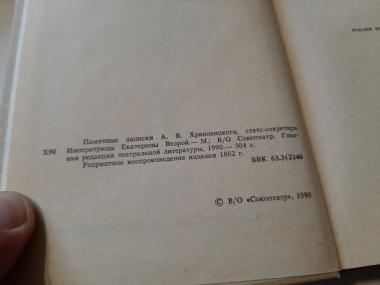 Памятные записки А. В. Храповицкого, статс-секретаря
Х90 Императрицы Екатерины Второй.— М.: В/О Союзтеатр, Глав-
ная редакция театральной литературы, 1990.— 304 с.
Репринтное воспроизведение издания 1862 г.
ББК 63.3(2)46
© В/О «Союзтеатр», 1990